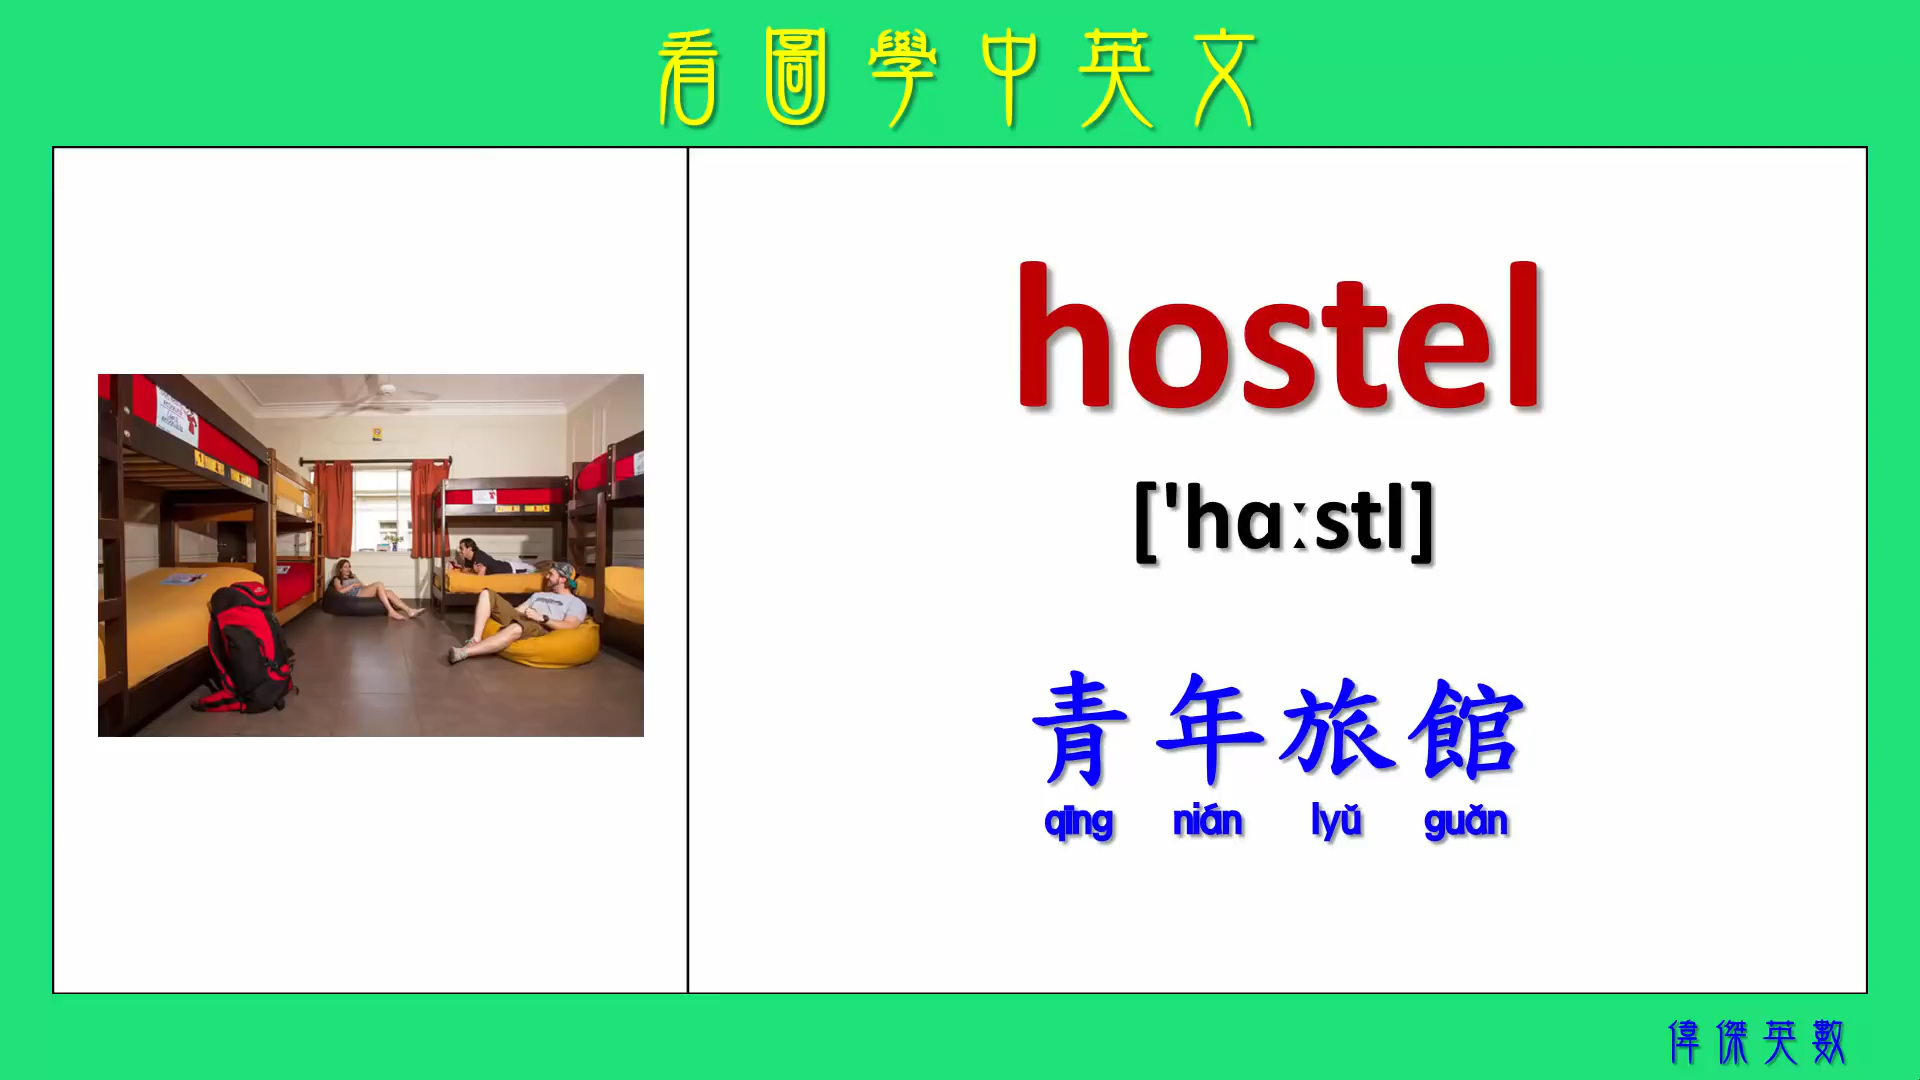 看圖學中英文
hostel
['hɑːstl]
青年旅館
qīng nián lyǔ guǎn
偉傑英數